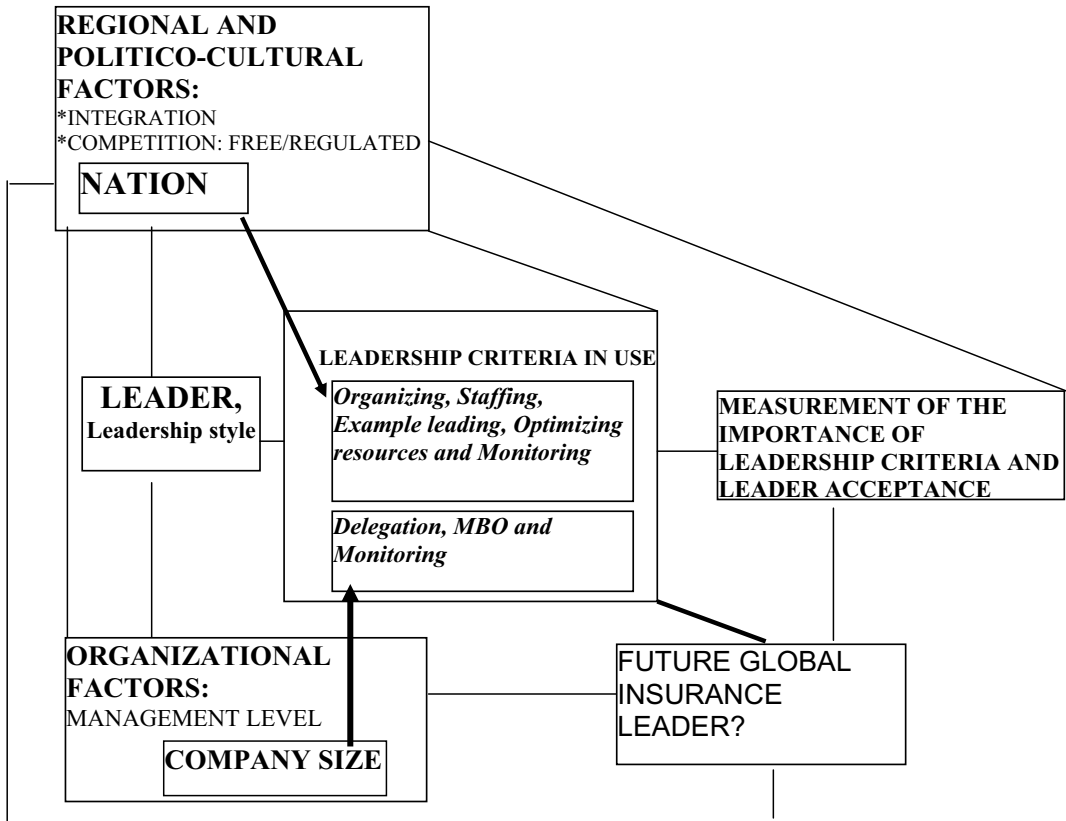 REGIONAL AND
POLITICO-CULTURAL
FACTORS:
*INTEGRATION
*COMPETITION: FREE/REGULATED
NATION
LEADERSHIP CRITERIA IN USE
Organizing, Staffing,
Example leading, Optimizing
resources and Monitoring
Delegation, MBO and
Monitoring
LEADER,
Leadership style
MEASUREMENT OF THE
IMPORTANCE OF
LEADERSHIP CRITERIA AND
LEADER ACCEPTANCE
ORGANIZATIONAL
FACTORS:
MANAGEMENT LEVEL
COMPANY SIZE
FUTURE GLOBAL
INSURANCE
LEADER?